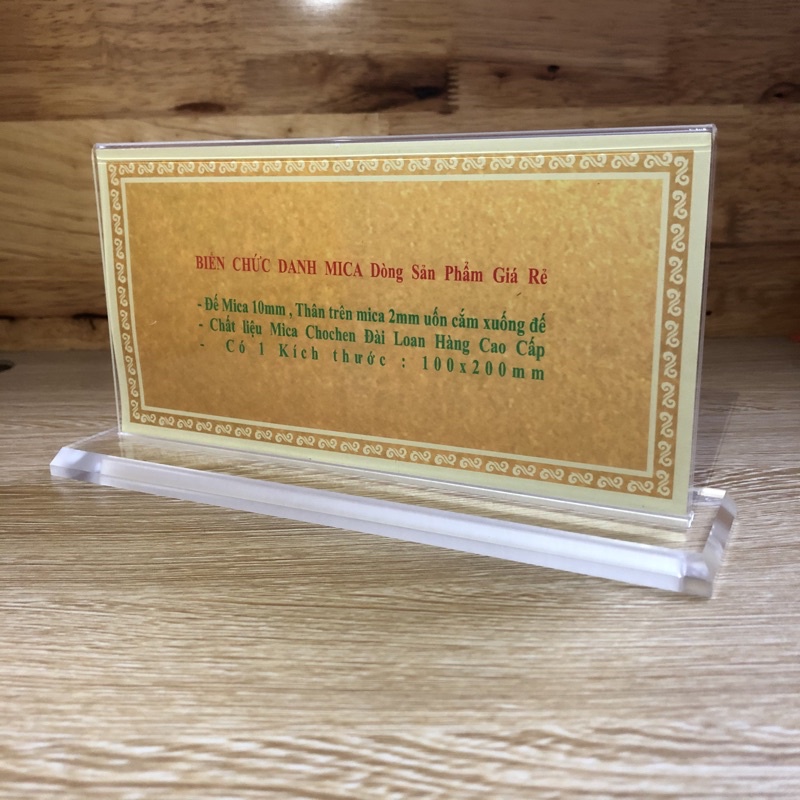 BIỂN CHỨC DANH MICA Dòng Sản Phẩm Giá Rẻ
- Đế Mica 10mm , Thân trên mica 2mm uốn cắm xuống đế
- Chất liệu Mica Chochen Đài Loan Hàng Cao Cấp
- Có 1 Kích thước : 100x200mm